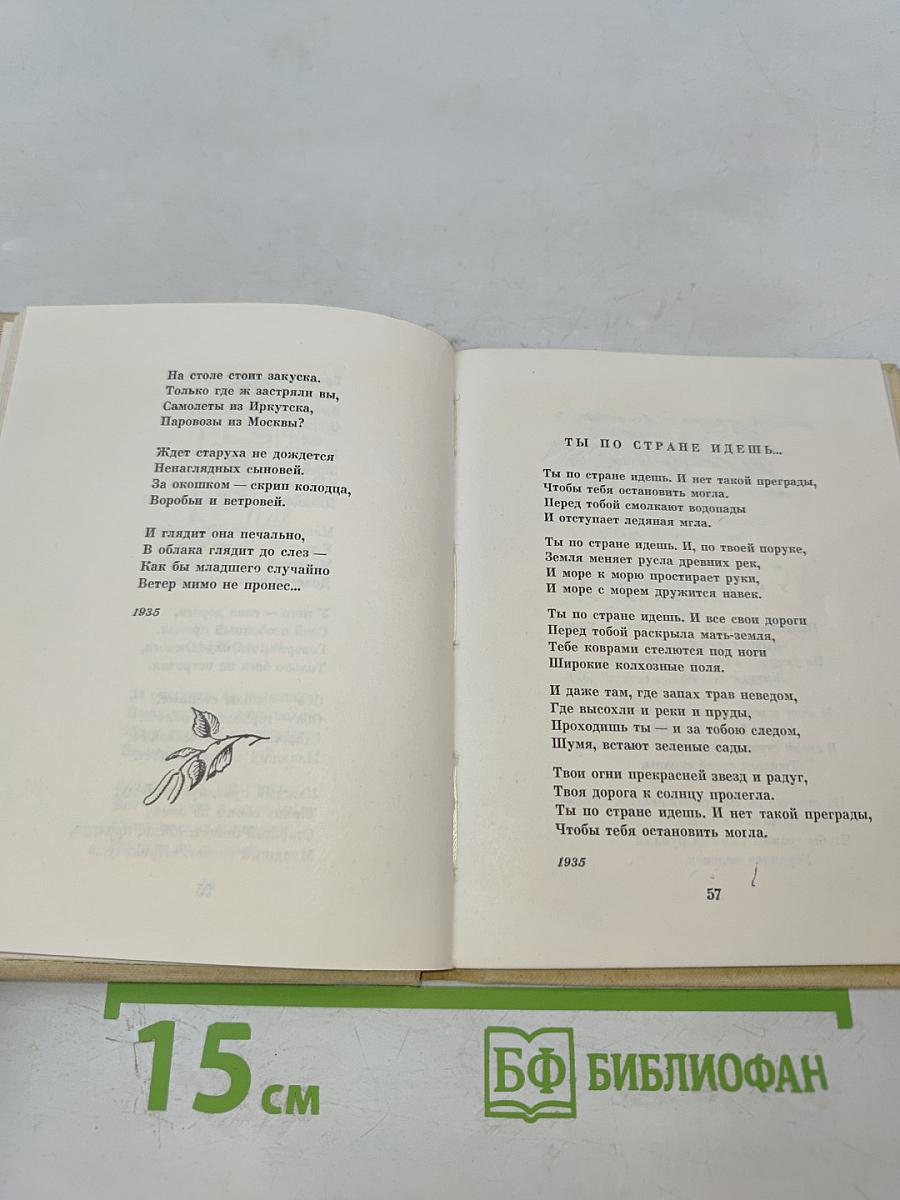 На столе стоит закуска.
Только где ж застряли вы,
Самолеты из Иркутска,
Паровозы из Москвы?
Ждет старуха не дождется
Ненаглядных сыновей.
За окошком — скрип колодца,
Воробьи и ветровей.
И глядит она печально,
В облака глядит до слез —
Как бы младшего случайно
Ветер мимо не пронес...
1935
ТЫ ПО СТРАНЕ ИДЕШЬ...
Ты по стране идешь. И нет такой преграды,
Чтобы тебя остановить могла.
Перед тобой смолкают водопады
И отступает ледяная мгла.
Ты по стране идешь. И, по твоей поруке,
Земля меняет русла древних рек,
И море к морю простирает руки,
И море с морем дружится навек.
Ты по стране идешь. И все свои дороги
Перед тобой раскрыла мать-земля,
Тебе коврами стелются под ноги
Широкие колхозные поля.
И даже там, где запах трав неведом,
Где высохли и реки и пруды,
Проходишь ты — и за тобою следом,
Шумя, встают зеленые сады.
Твои огни прекрасней звезд и радуг,
Твоя дорога к солнцу пролегла.
Ты по стране идешь. И нет такой преграды,
Чтобы тебя остановить могла.
1935
57
15 см
БФ БИБЛИОФАН